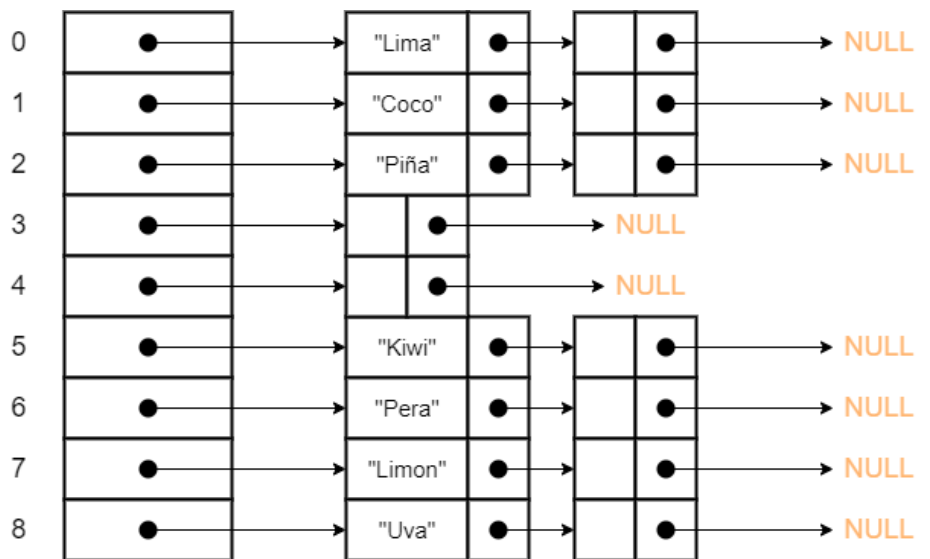 0 "Lima" NULL
1 "Coco" NULL
2 "Piña" NULL
3 NULL
4 NULL
5 "Kiwi" NULL
6 "Pera" NULL
7 "Limon" NULL
8 "Uva" NULL